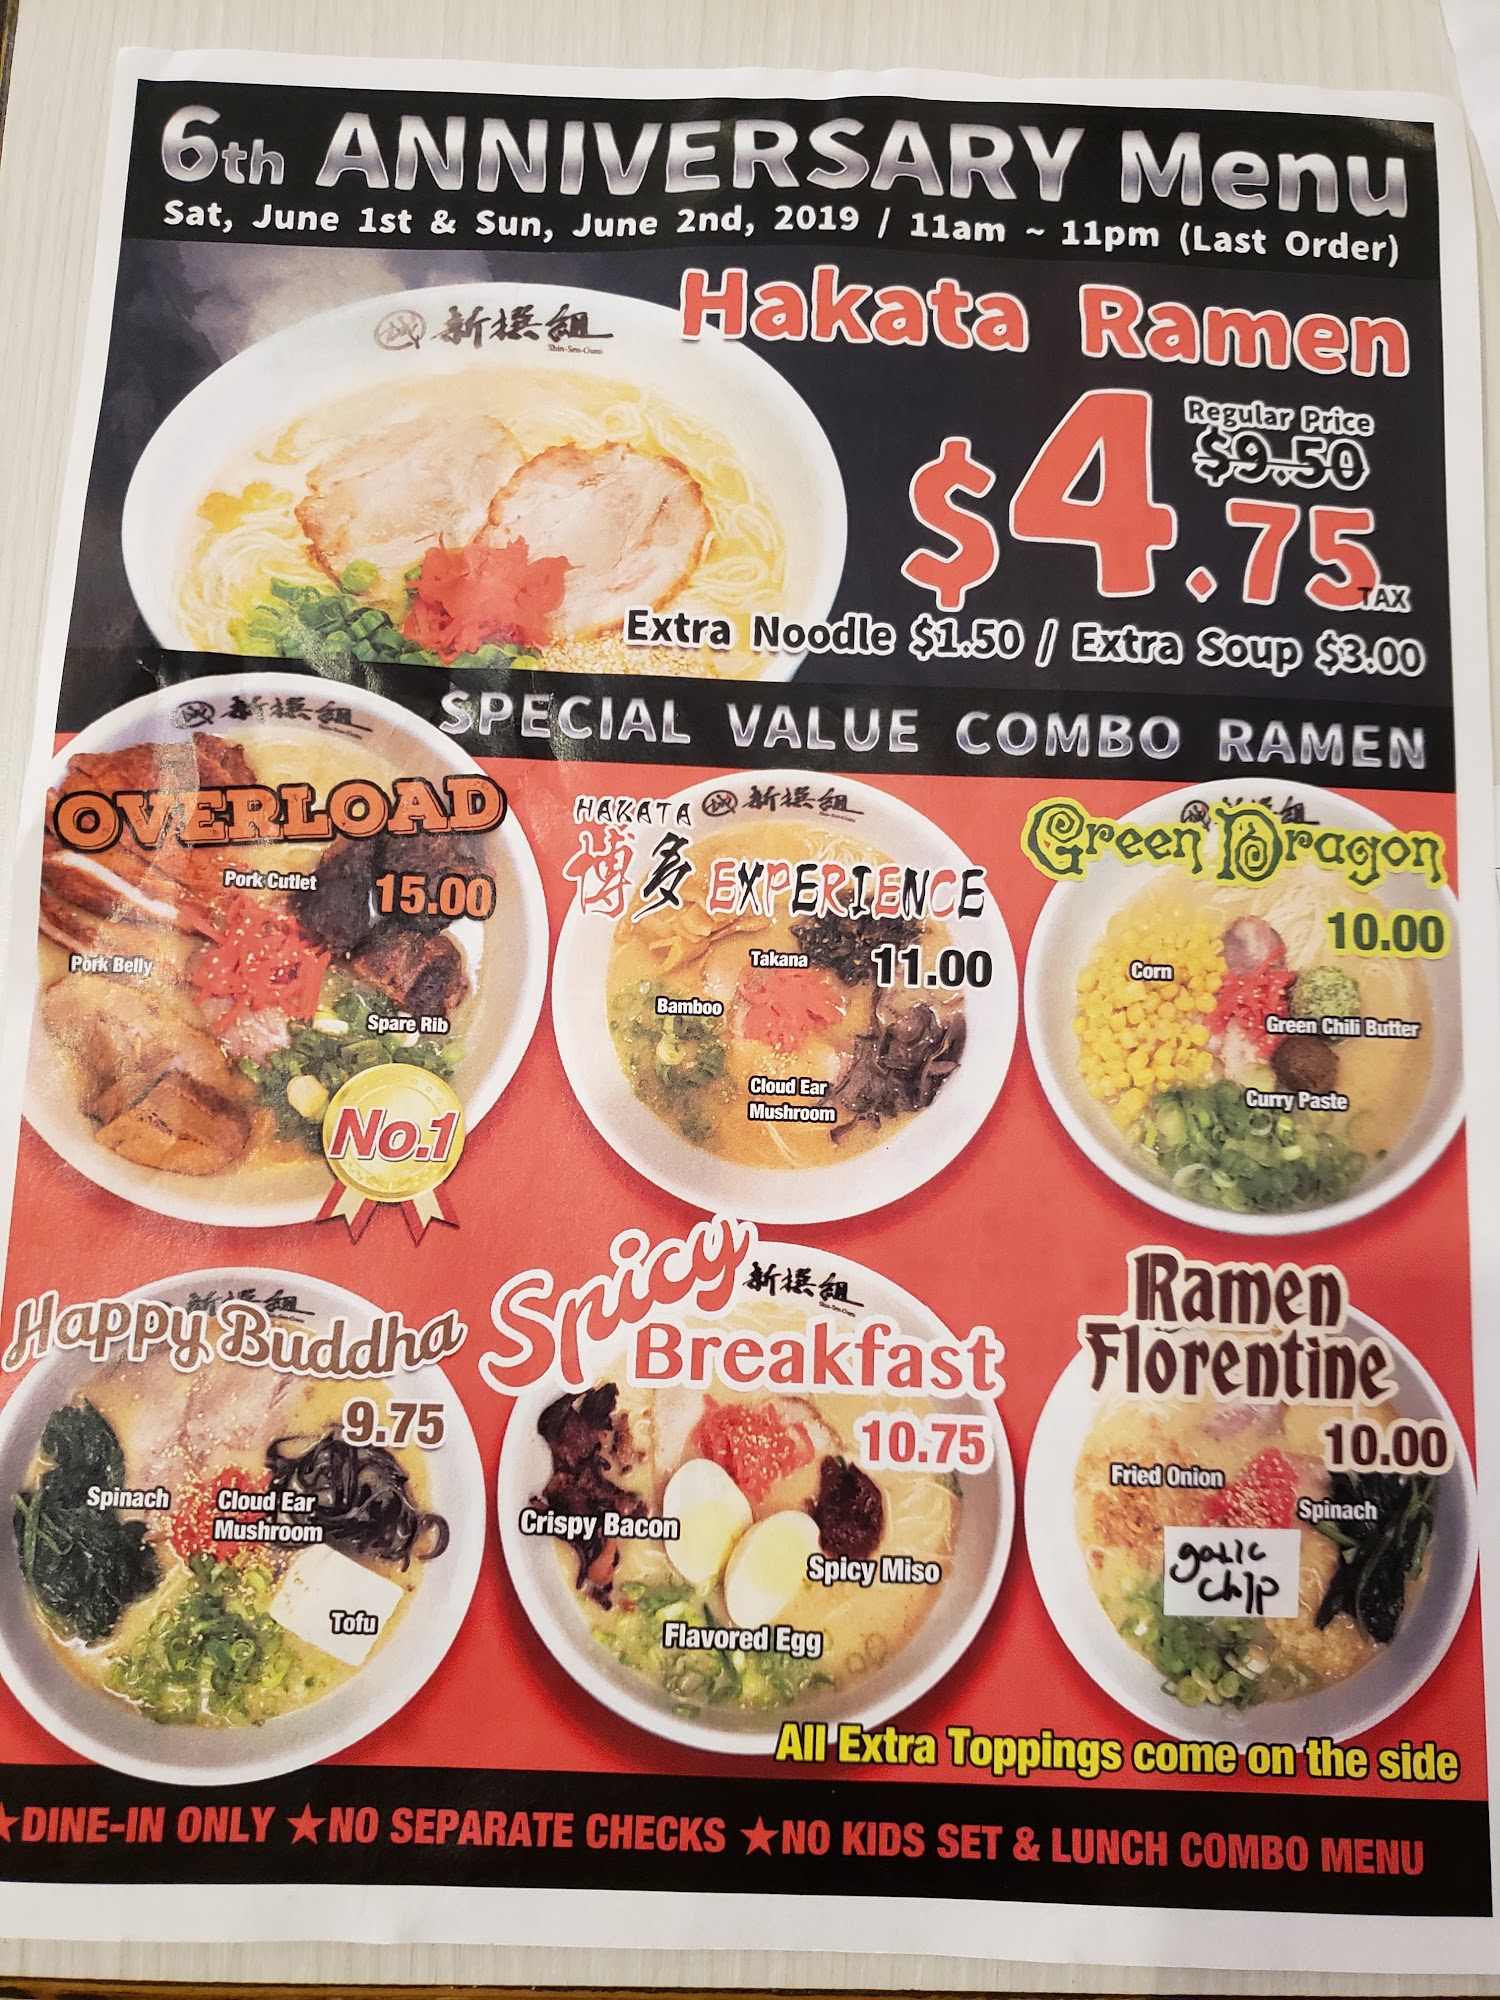 6th ANNIVERSARY Menu
Sat, June 1st & Sun, June 2nd, 2019 / 11am ~ 11pm (Last Order)
新撰組
Shin-Sen-Gumi
Hakata Ramen
Regular Price
$9.50
$4.75
TAX
Extra Noodle $1.50 / Extra Soup $3.00
SPECIAL VALUE COMBO RAMEN
新撰組
OVERLOAD
15.00
Pork Cutlet
Pork Belly
Spare Rib
No.1
新撰組
HAKATA
博多 EXPERIENCE
11.00
Takana
Bamboo
Cloud Ear
Mushroom
Green Dragon
10.00
Corn
Green Chili Butter
Curry Paste
新撰組
Happy Buddha
9.75
Spinach
Cloud Ear
Mushroom
Tofu
新撰組
Spicy
Breakfast
10.75
Crispy Bacon
Spicy Miso
Flavored Egg
Ramen
Florentine
10.00
Fried Onion
Spinach
garlic
chip
All Extra Toppings come on the side
★DINE-IN ONLY ★NO SEPARATE CHECKS ★NO KIDS SET & LUNCH COMBO MENU